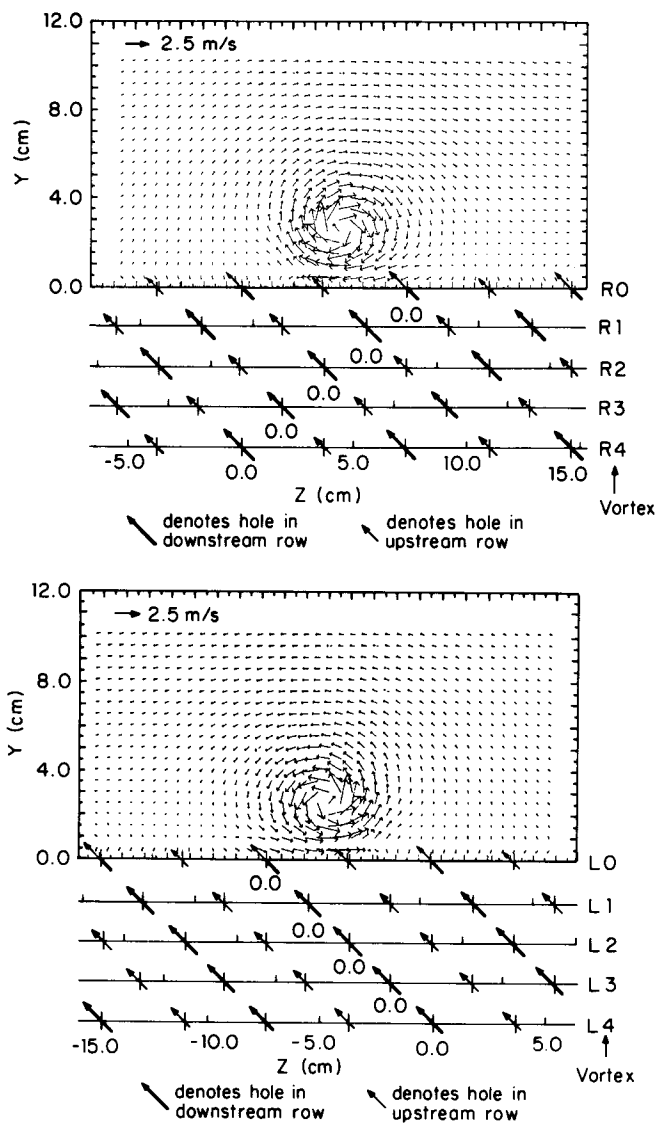 12.0
2.5 m/s
8.0
Y (cm)
4.0
0.0
R0
0.0
R1
0.0
R2
0.0
R3
0.0
R4
-5.0 0.0 5.0 10.0 15.0
Z (cm)
Vortex
denotes hole in
downstream row
denotes hole in
upstream row
12.0
2.5 m/s
8.0
Y (cm)
4.0
0.0
L0
0.0
L1
0.0
L2
0.0
L3
0.0
L4
-15.0 -10.0 -5.0 0.0 5.0
Z (cm)
Vortex
denotes hole in
downstream row
denotes hole in
upstream row